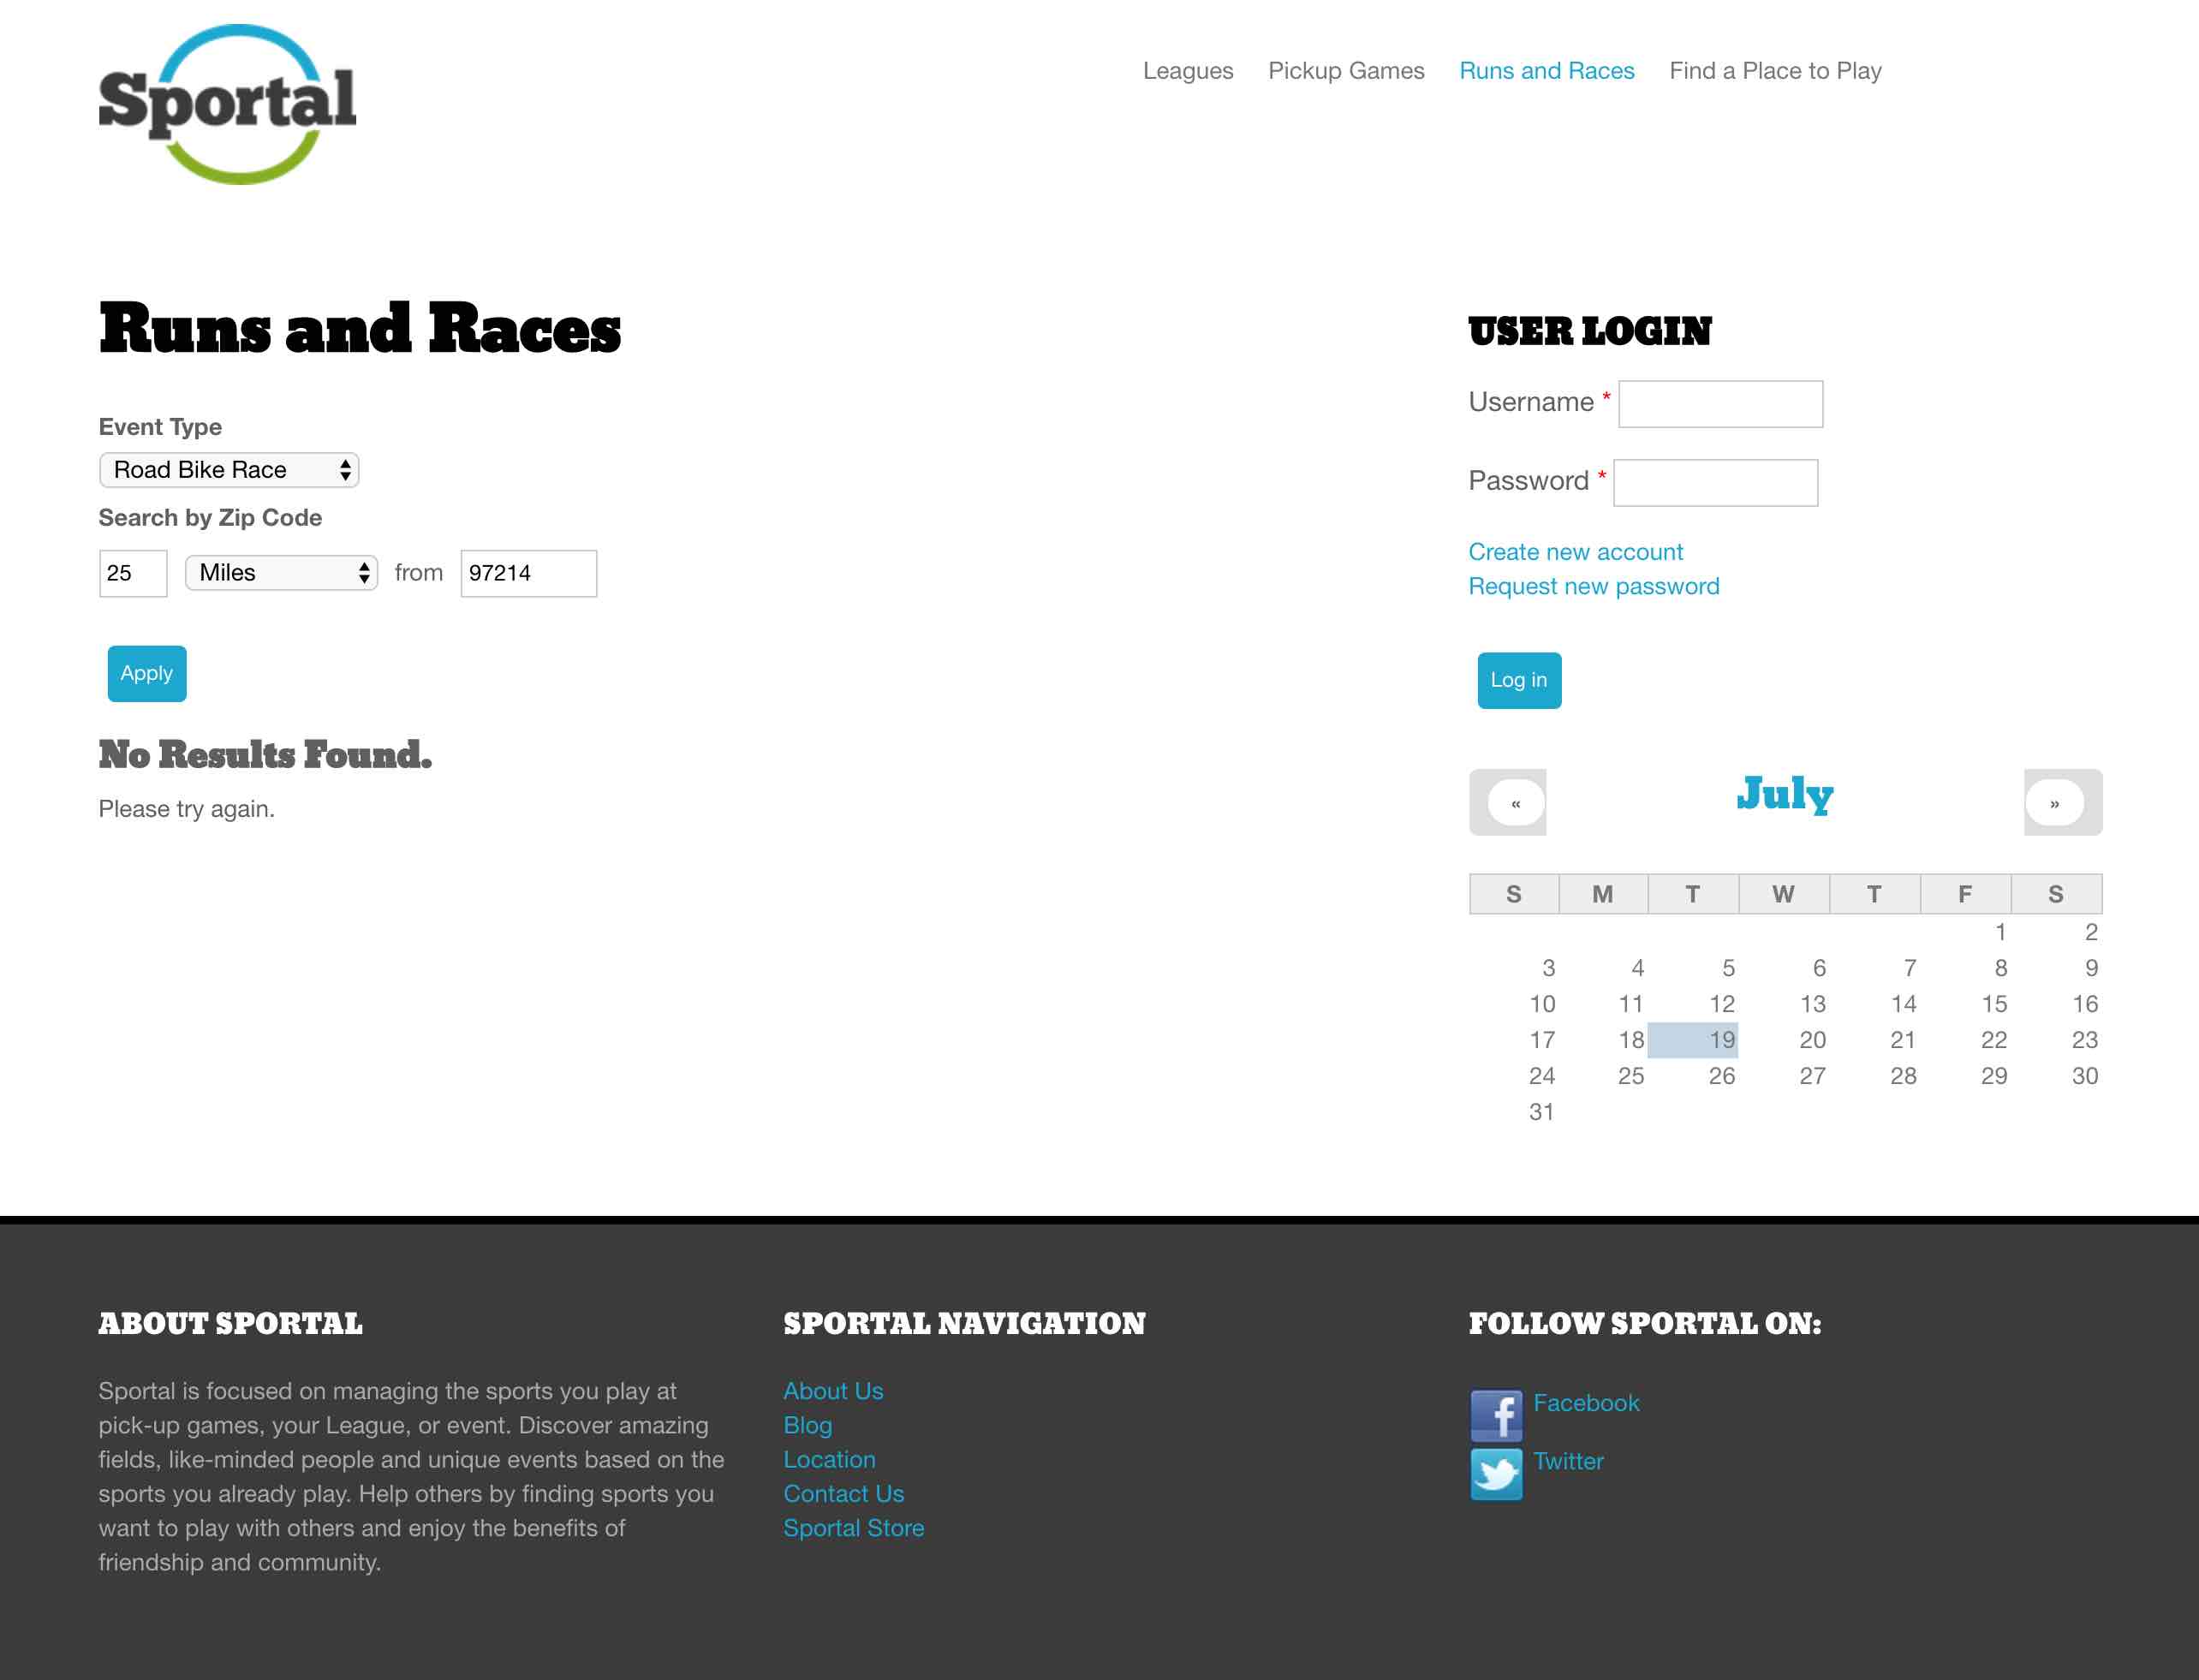 Sportal
Leagues Pickup Games Runs and Races Find a Place to Play
Runs and Races
Event Type
Road Bike Race
Search by Zip Code
25 Miles from 97214
Apply
No Results Found.
Please try again.
USER LOGIN
Username *
Password *
Create new account
Request new password
Log in
« July »
S M T W T F S
1 2
3 4 5 6 7 8 9
10 11 12 13 14 15 16
17 18 19 20 21 22 23
24 25 26 27 28 29 30
31
ABOUT SPORTAL
Sportal is focused on managing the sports you play at
pick-up games, your League, or event. Discover amazing
fields, like-minded people and unique events based on the
sports you already play. Help others by finding sports you
want to play with others and enjoy the benefits of
friendship and community.
SPORTAL NAVIGATION
About Us
Blog
Location
Contact Us
Sportal Store
FOLLOW SPORTAL ON:
f Facebook
Twitter